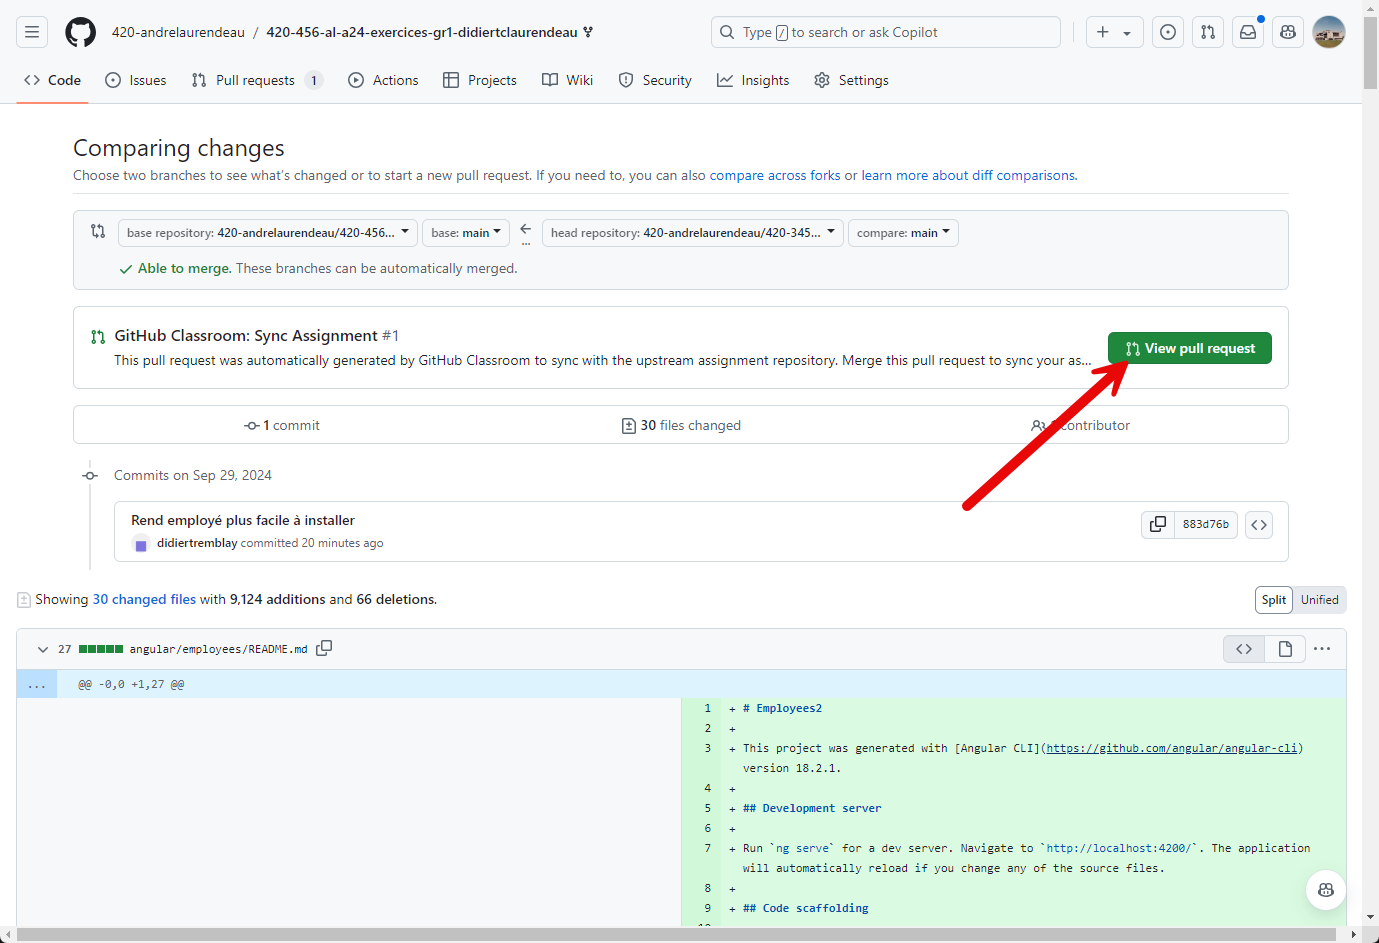 420-andrelaurendeau / 420-456-al-a24-exercices-gr1-didiertclaurendeau
Type / to search or ask Copilot
Code
Issues
Pull requests 1
Actions
Projects
Wiki
Security
Insights
Settings
Comparing changes
Choose two branches to see what's changed or to start a new pull request. If you need to, you can also compare across forks or learn more about diff comparisons.
base repository: 420-andrelaurendeau/420-456... base: main ... head repository: 420-andrelaurendeau/420-345... compare: main
Able to merge. These branches can be automatically merged.
GitHub Classroom: Sync Assignment #1
This pull request was automatically generated by GitHub Classroom to sync with the upstream assignment repository. Merge this pull request to sync your as...
View pull request
1 commit
30 files changed
contributor
Commits on Sep 29, 2024
Rend employé plus facile à installer
didiertremblay committed 20 minutes ago
883d76b
Showing 30 changed files with 9,124 additions and 66 deletions.
Split Unified
27 angular/employees/README.md
... @@ -0,0 +1,27 @@
1 + # Employees2
2 +
3 + This project was generated with [Angular CLI](https://github.com/angular/angular-cli)
version 18.2.1.
4 +
5 + ## Development server
6 +
7 + Run `ng serve` for a dev server. Navigate to `http://localhost:4200/`. The application
will automatically reload if you change any of the source files.
8 +
9 + ## Code scaffolding